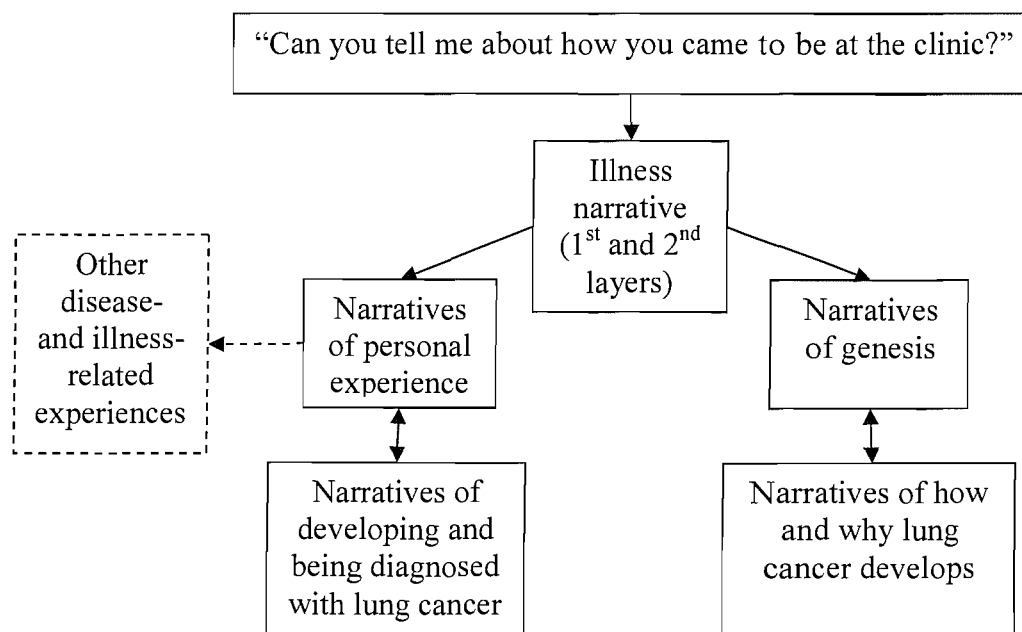 “Can you tell me about how you came to be at the clinic?”
Illness
narrative
(1st and 2nd
layers)
Other
disease-
and illness-
related
experiences
Narratives
of personal
experience
Narratives
of genesis
Narratives of
developing and
being diagnosed
with lung cancer
Narratives of how
and why lung
cancer develops